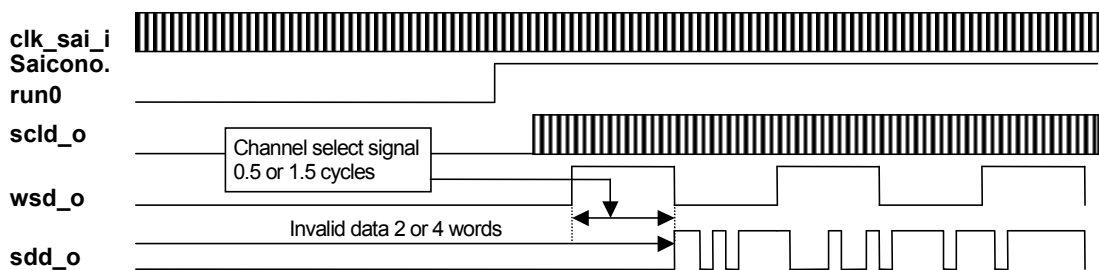 clk_sai_i
Saicono.
run0
scld_o
Channel select signal
0.5 or 1.5 cycles
wsd_o
Invalid data 2 or 4 words
sdd_o